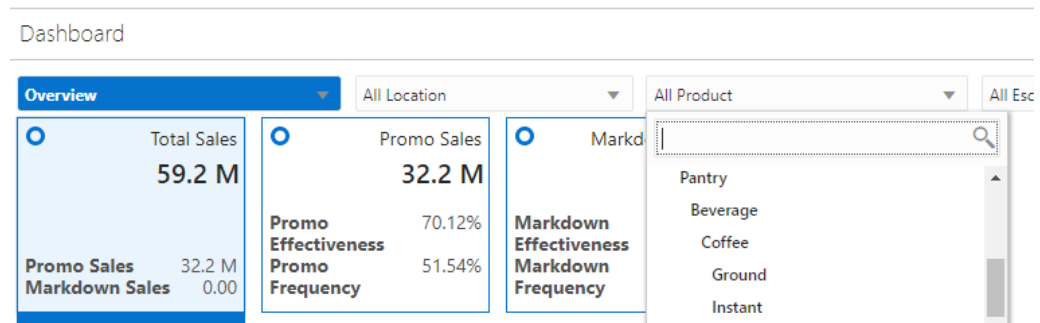 Dashboard
Overview
All Location
All Product
All Esc
Total Sales
59.2 M
Promo Sales 32.2 M
Markdown Sales 0.00
Promo Sales
32.2 M
Promo Effectiveness 70.12%
Promo Frequency 51.54%
Markd
Markdown
Effectiveness
Markdown
Frequency
Pantry
Beverage
Coffee
Ground
Instant